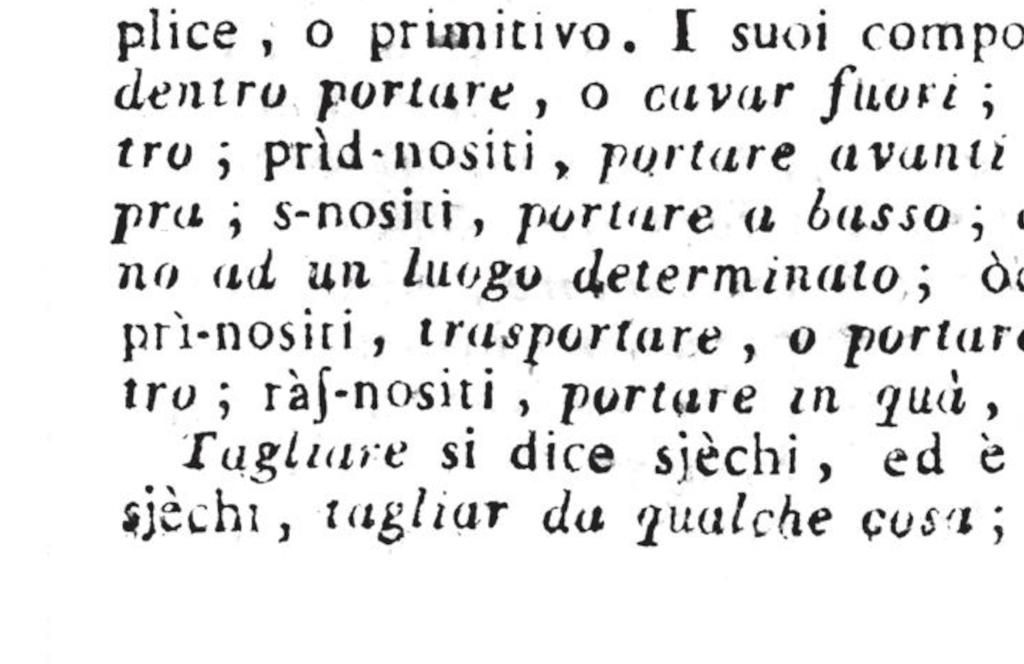 plice , o primitivo. I suoi compo
dentro portare , o cavar fuori ;
tro ; prìd-nositi , portare avanti
pra ; s-nositi , portare a basso ;
no ad un luogo determinato ; ò
prì-nositi , trasportare , o portare
tro ; ràſ-nositi , portare in quà ,
Tagliare si dice sjèchi , ed è
sjèchi , tagliar da qualche cosa ;